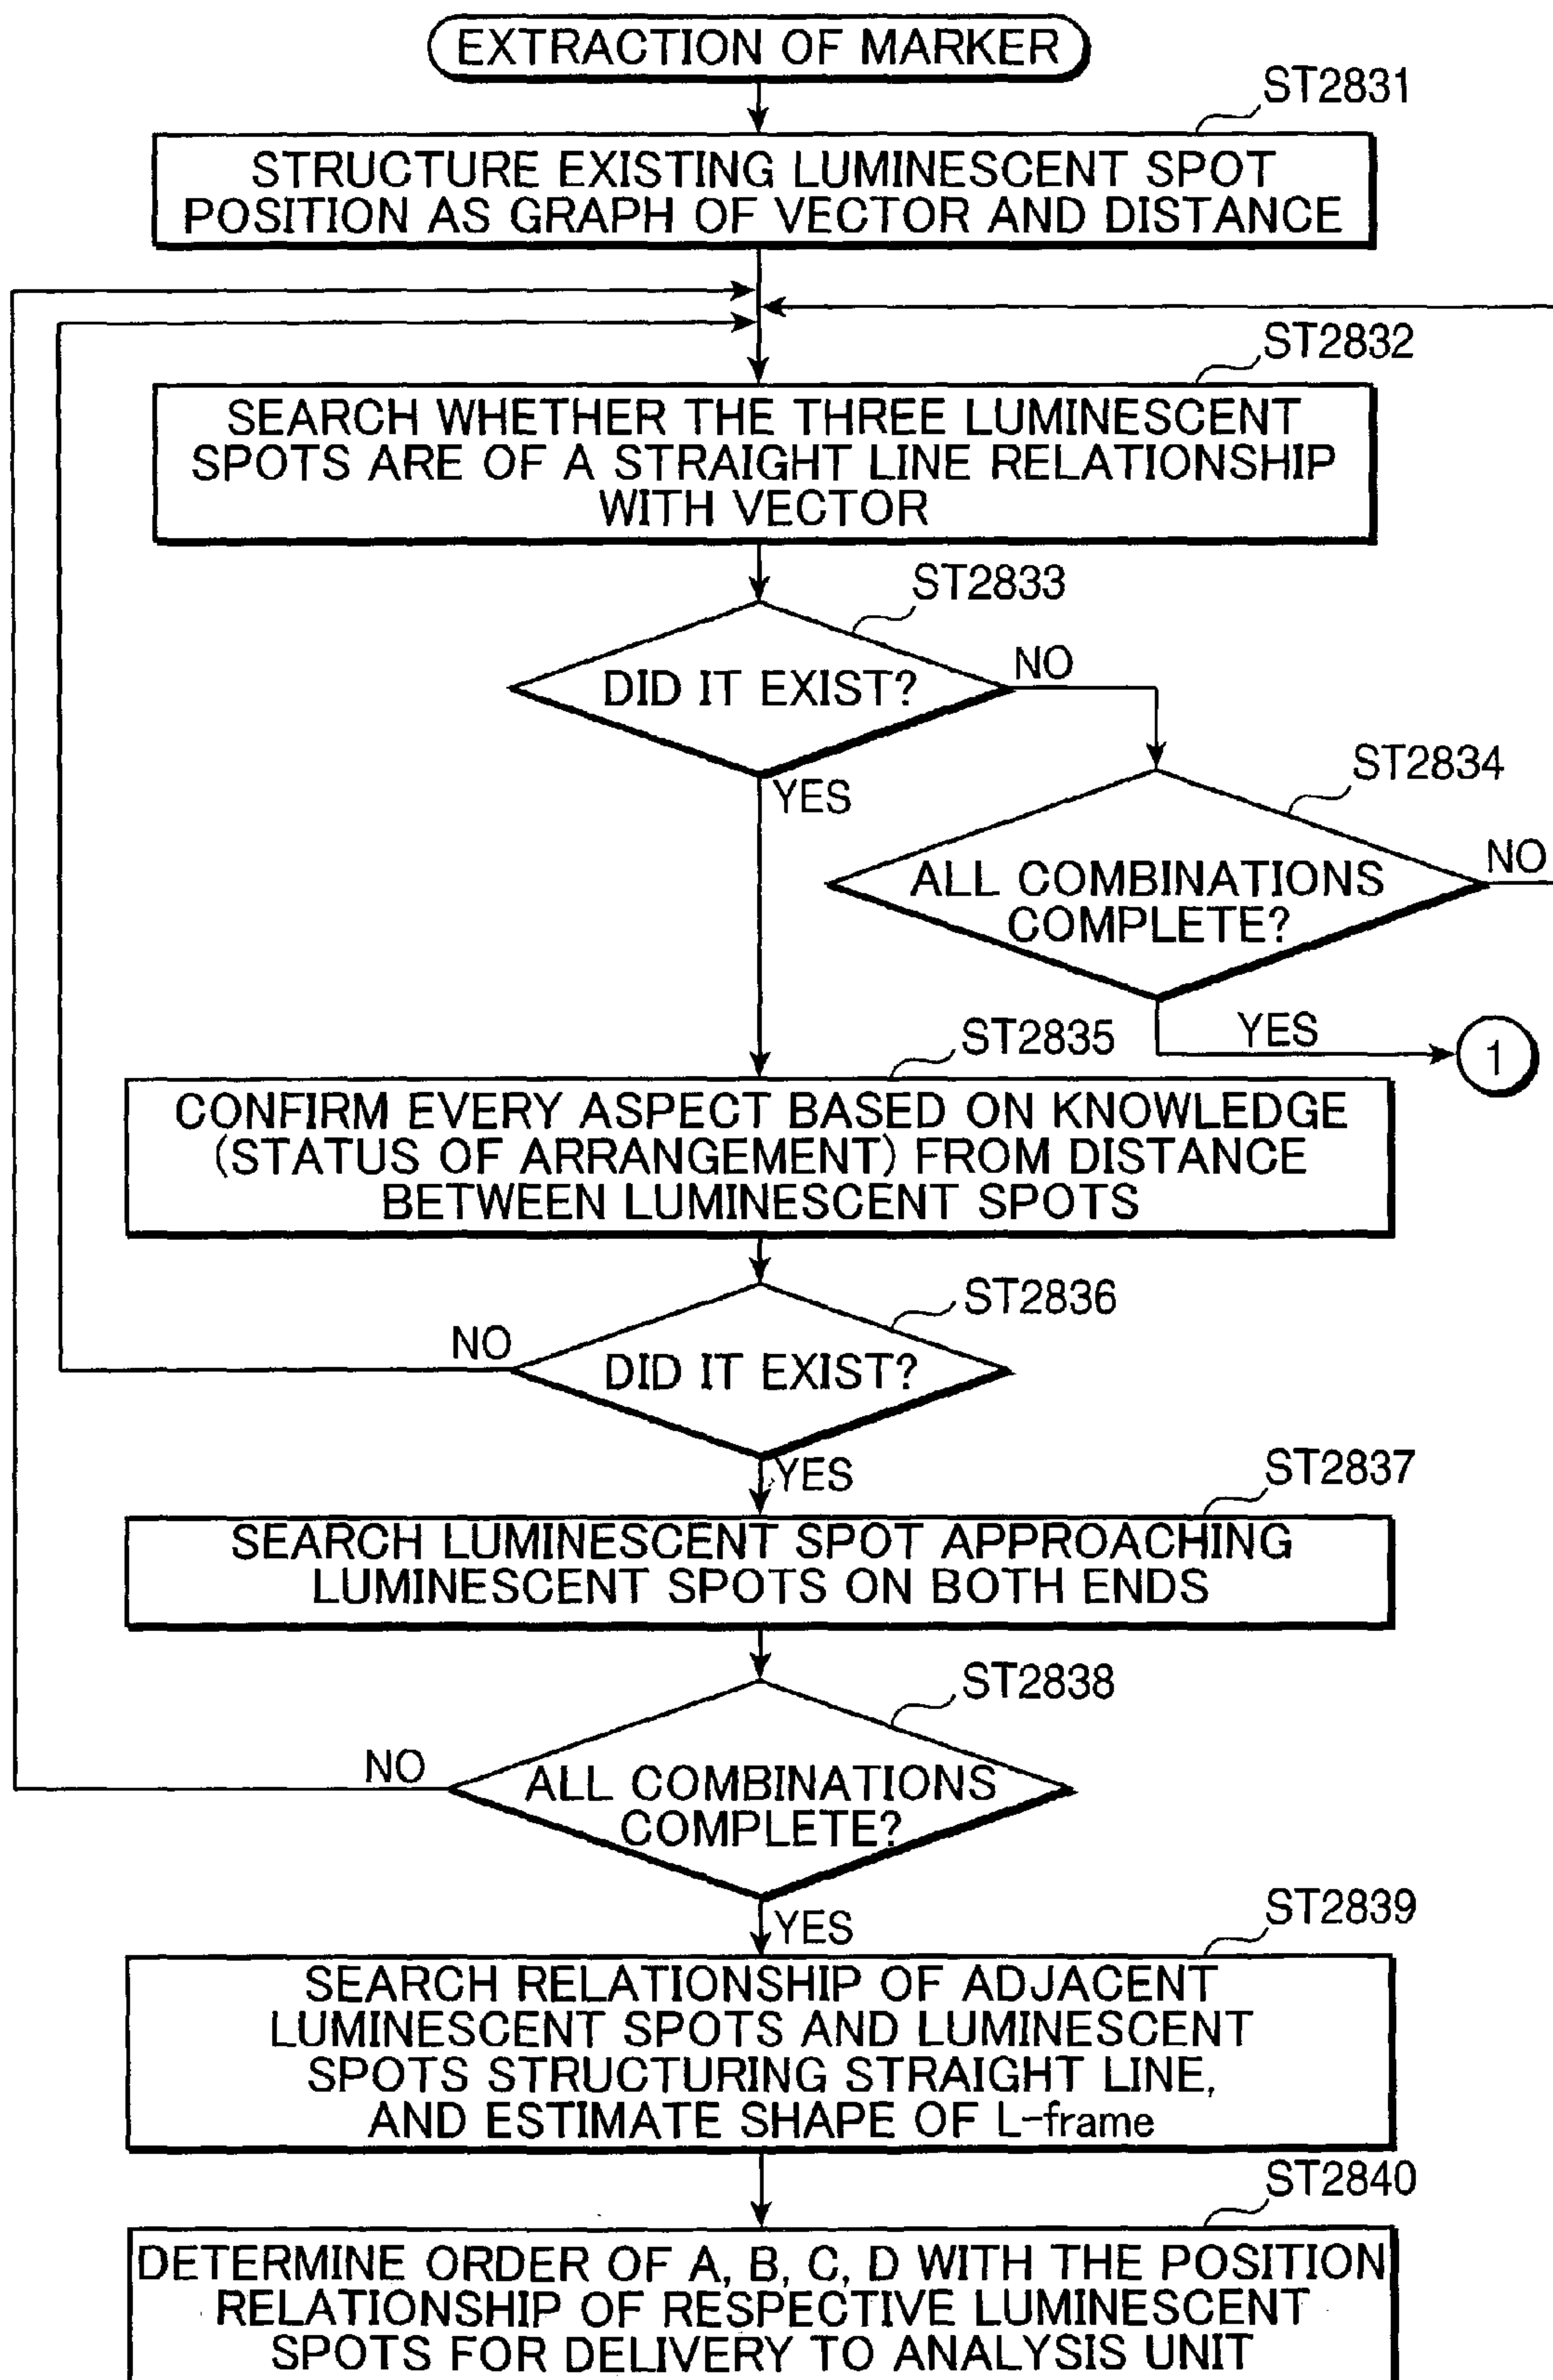 EXTRACTION OF MARKER
ST2831
STRUCTURE EXISTING LUMINESCENT SPOT
POSITION AS GRAPH OF VECTOR AND DISTANCE
ST2832
SEARCH WHETHER THE THREE LUMINESCENT
SPOTS ARE OF A STRAIGHT LINE RELATIONSHIP
WITH VECTOR
ST2833
DID IT EXIST?
NO
YES
ST2834
ALL COMBINATIONS
COMPLETE?
NO
YES
1
ST2835
CONFIRM EVERY ASPECT BASED ON KNOWLEDGE
(STATUS OF ARRANGEMENT) FROM DISTANCE
BETWEEN LUMINESCENT SPOTS
ST2836
DID IT EXIST?
NO
YES
ST2837
SEARCH LUMINESCENT SPOT APPROACHING
LUMINESCENT SPOTS ON BOTH ENDS
ST2838
ALL COMBINATIONS
COMPLETE?
NO
YES
ST2839
SEARCH RELATIONSHIP OF ADJACENT
LUMINESCENT SPOTS AND LUMINESCENT
SPOTS STRUCTURING STRAIGHT LINE,
AND ESTIMATE SHAPE OF L-frame
ST2840
DETERMINE ORDER OF A, B, C, D WITH THE POSITION
RELATIONSHIP OF RESPECTIVE LUMINESCENT
SPOTS FOR DELIVERY TO ANALYSIS UNIT